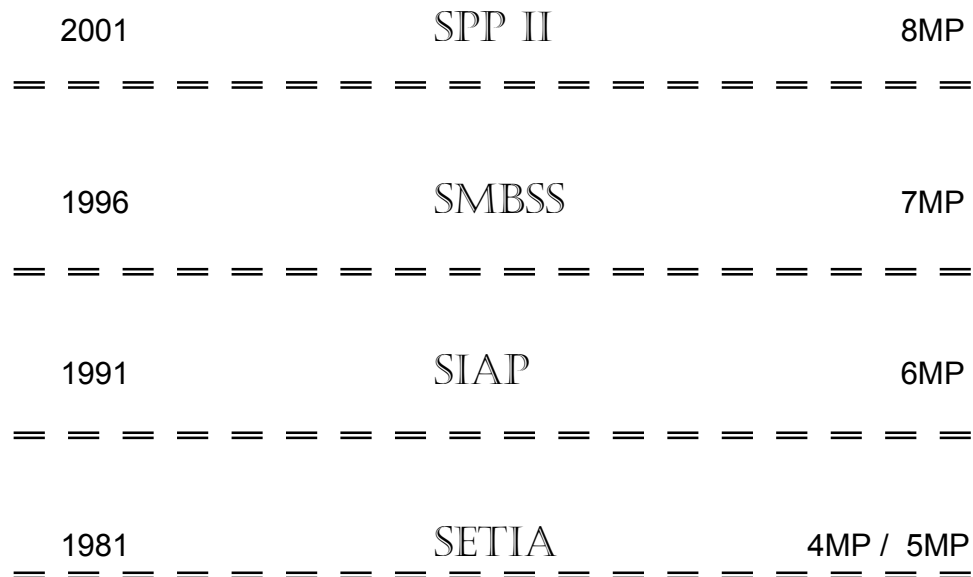 2001 SPP II 8MP
1996 SMBSS 7MP
1991 SIAP 6MP
1981 SETIA 4MP / 5MP